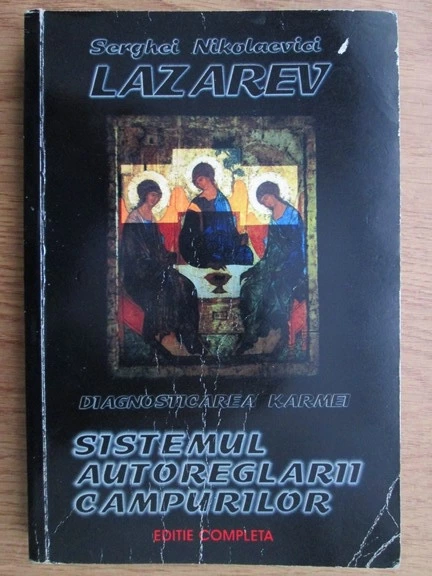 Serghei Nikolaevici
LAZAREV
DIAGNOSTICAREA KARMEI
SISTEMUL
AUTOREGLARII
CAMPURILOR
EDITIE COMPLETA